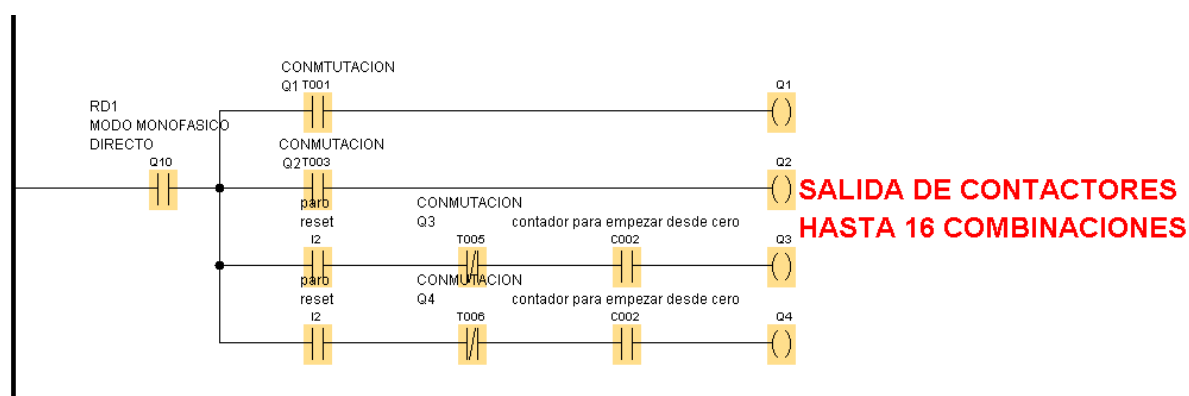 CONMTUTACION
Q1 T001
Q1
RD1
MODO MONOFASICO
DIRECTO
Q10
CONMUTACION
Q2 T003
Q2
SALIDA DE CONTACTORES
HASTA 16 COMBINACIONES
paro
reset
I2
CONMUTACION
Q3
T005
contador para empezar desde cero
C002
Q3
paro
reset
I2
CONMUTACION
Q4
T006
contador para empezar desde cero
C002
Q4